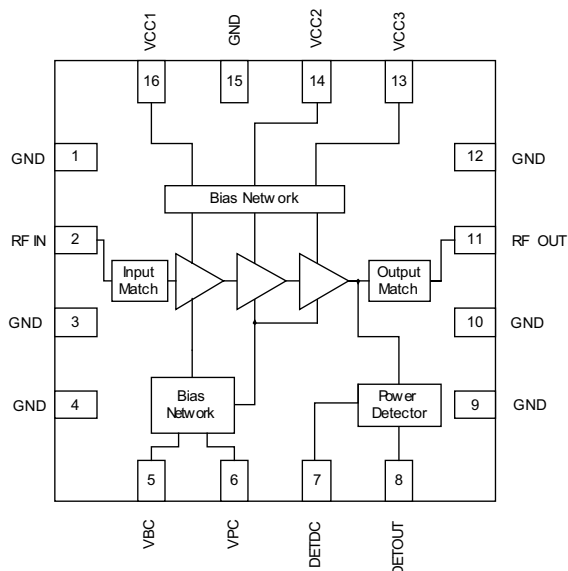 VCC1
GND
VCC2
VCC3
16
15
14
13
GND
1
12
GND
Bias Network
RF IN
2
11
RF OUT
Input
Match
Output
Match
GND
3
10
GND
GND
4
Bias
Network
Power
Detector
9
GND
5
6
7
8
VBC
VPC
DETDC
DETOUT